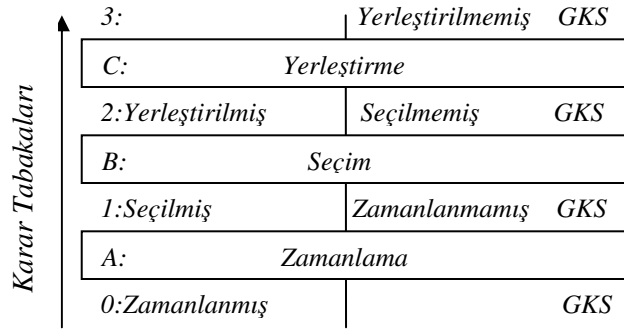 3: Yerleştirilmemiş GKS
C: Yerleştirme
2:Yerleştirilmiş Seçilmemiş GKS
B: Seçim
1:Seçilmiş Zamanlanmamış GKS
A: Zamanlama
0:Zamanlanmış GKS
Karar Tabakaları